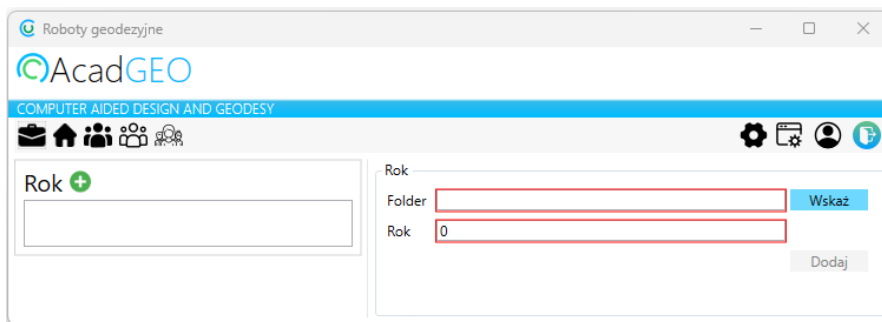 Roboty geodezyjne
AcadGEO
COMPUTER AIDED DESIGN AND GEODESY
Rok
Rok
Folder
Wskaż
Rok
0
Dodaj